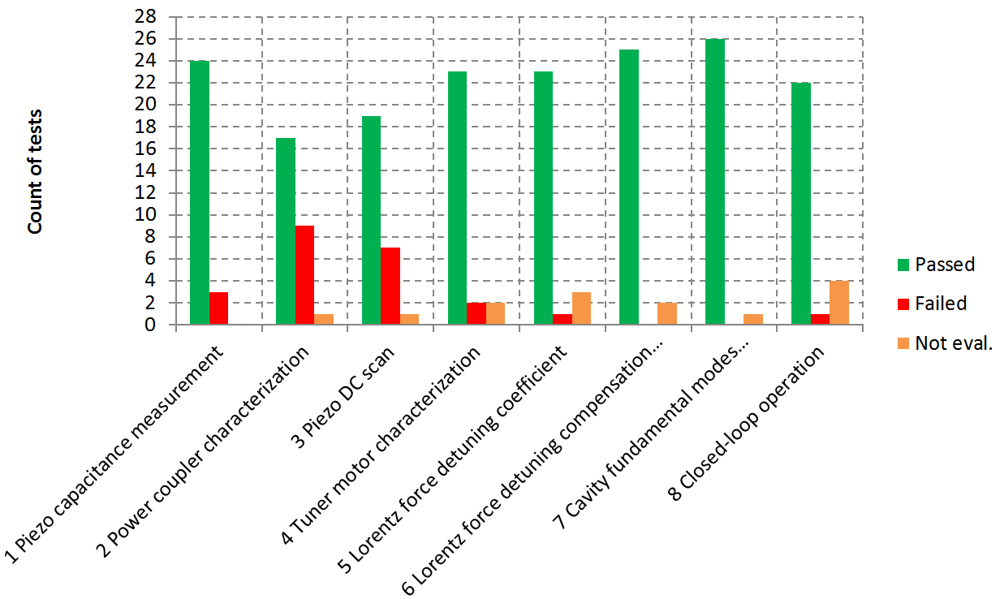 28
26
24
22
20
18
16
14
12
10
8
6
4
2
0
Count of tests
1 Piezo capacitance measurement
2 Power coupler characterization
3 Piezo DC scan
4 Tuner motor characterization
5 Lorentz force detuning coefficient
6 Lorentz force detuning compensation...
7 Cavity fundamental modes...
8 Closed-loop operation
Passed
Failed
Not eval.